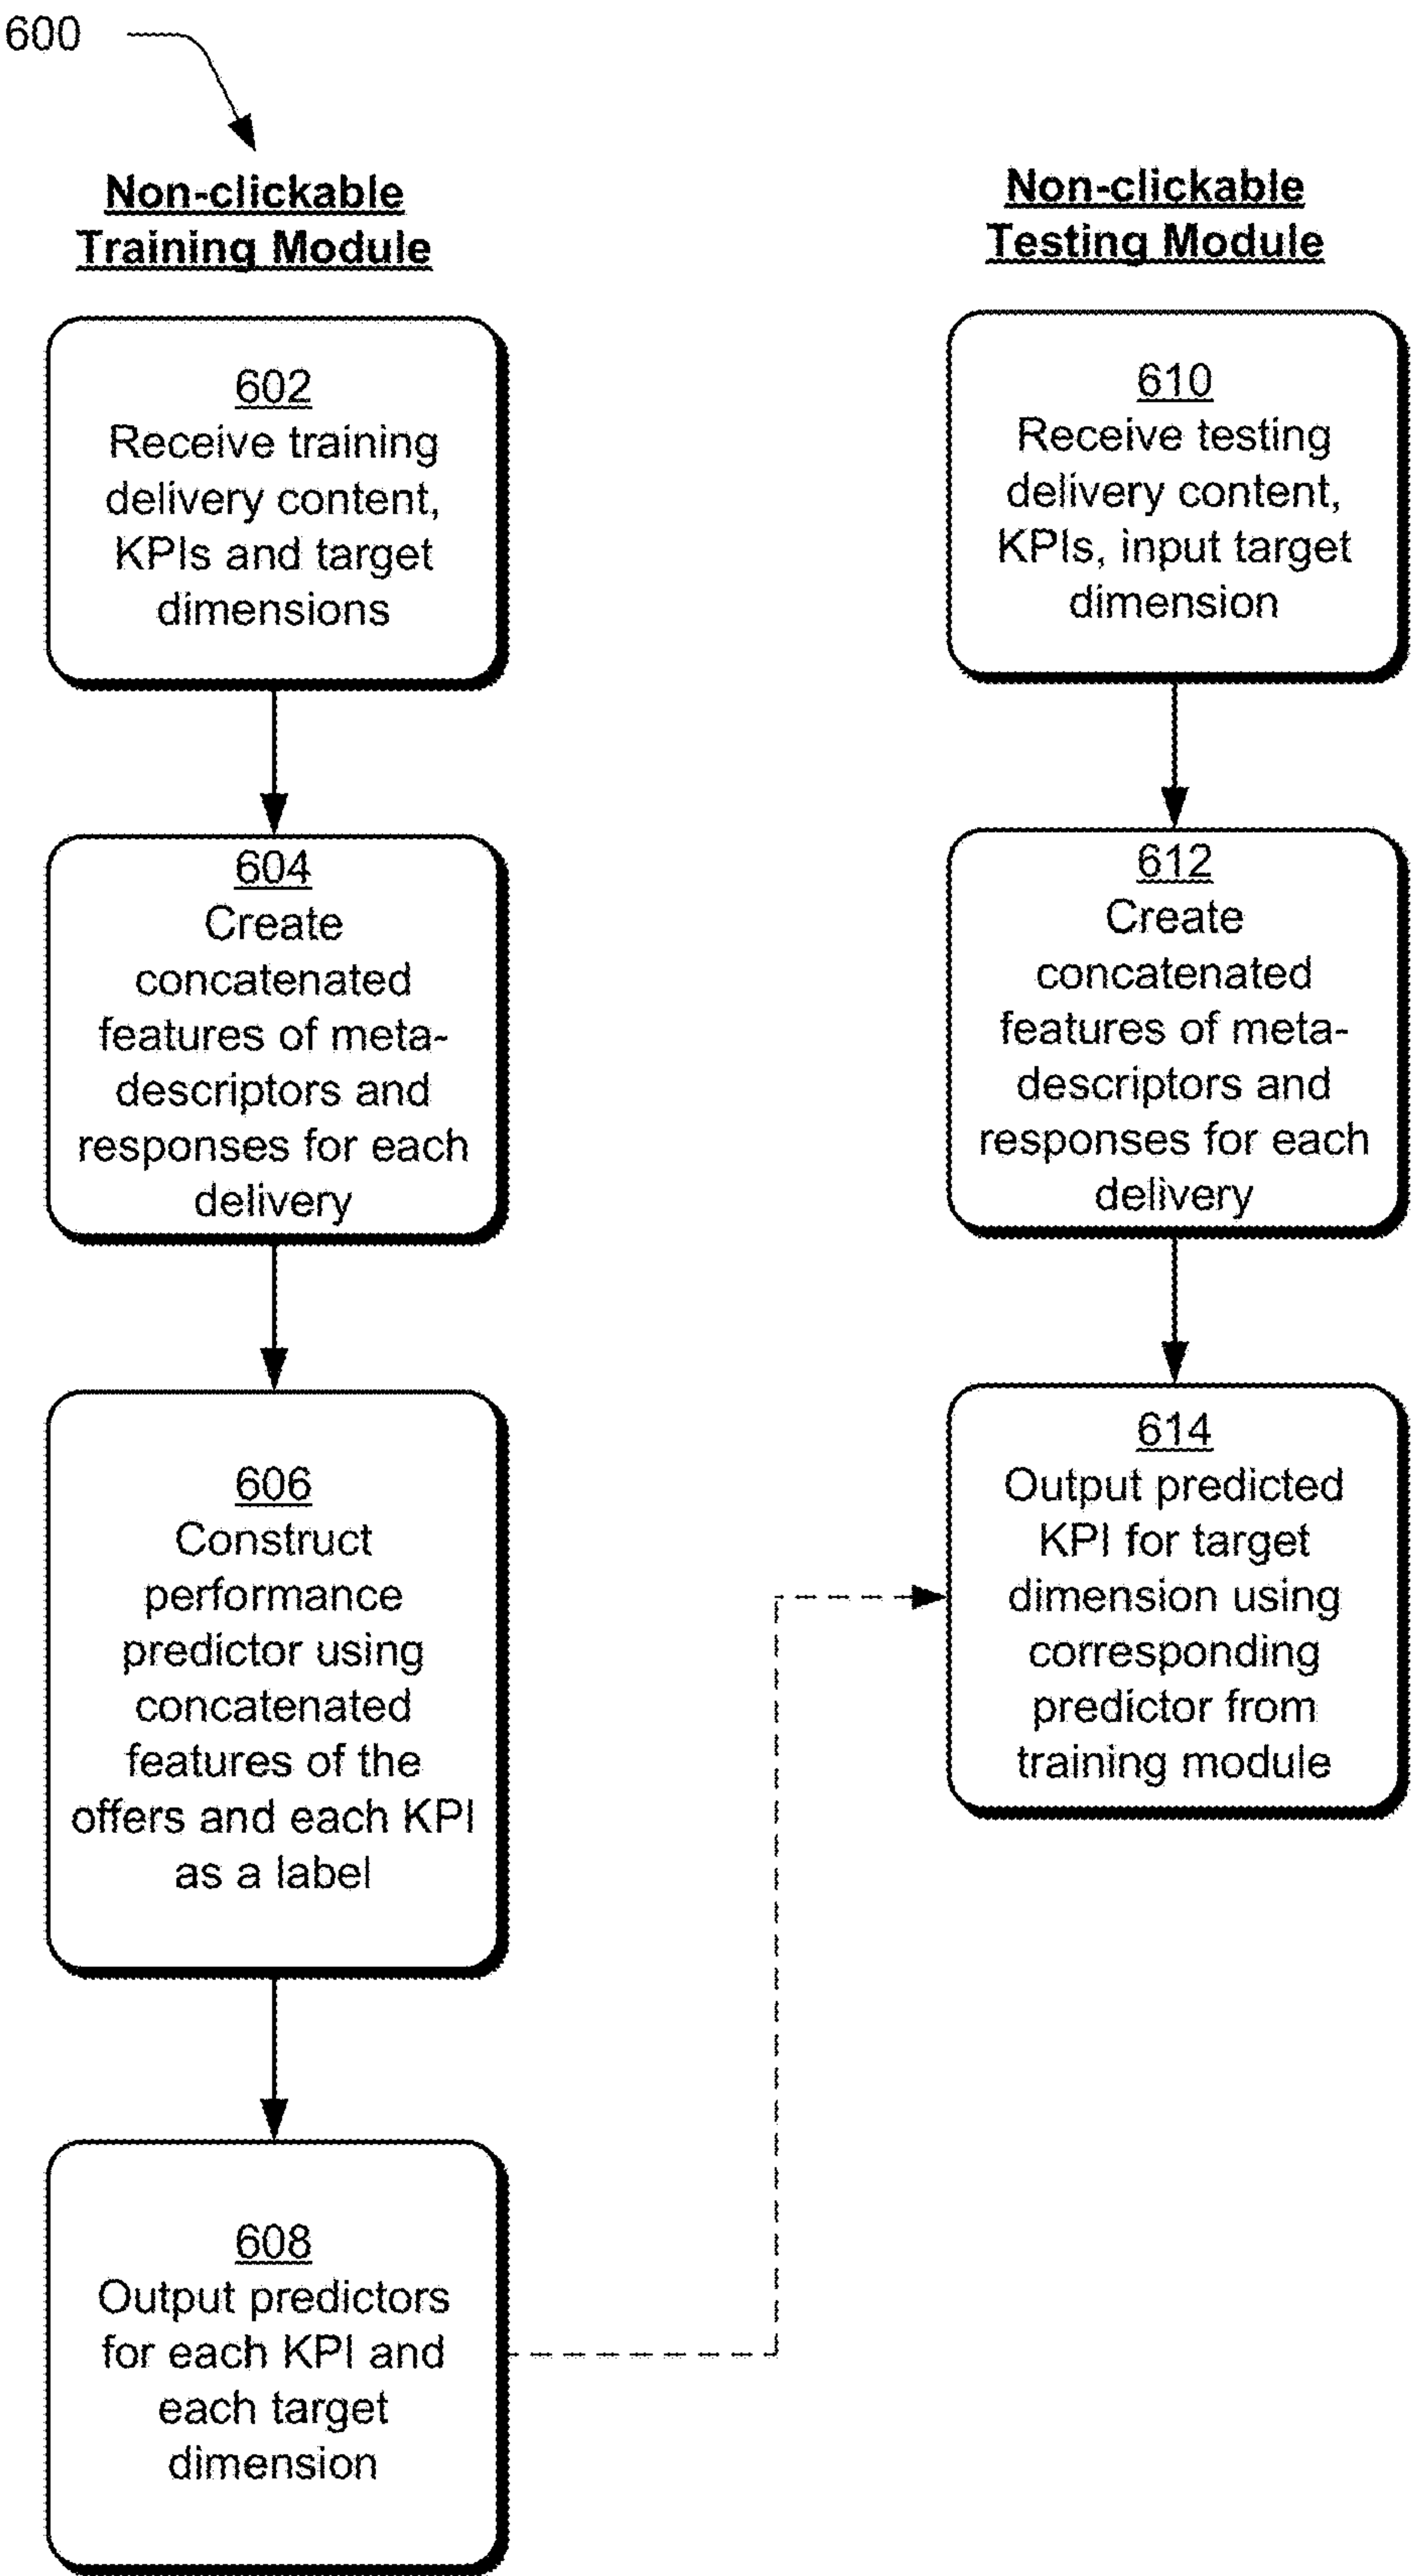 600
Non-clickable
Training Module
602
Receive training
delivery content,
KPIs and target
dimensions
604
Create
concatenated
features of meta-
descriptors and
responses for each
delivery
606
Construct
performance
predictor using
concatenated
features of the
offers and each KPI
as a label
608
Output predictors
for each KPI and
each target
dimension
Non-clickable
Testing Module
610
Receive testing
delivery content,
KPIs, input target
dimension
612
Create
concatenated
features of meta-
descriptors and
responses for each
delivery
614
Output predicted
KPI for target
dimension using
corresponding
predictor from
training module